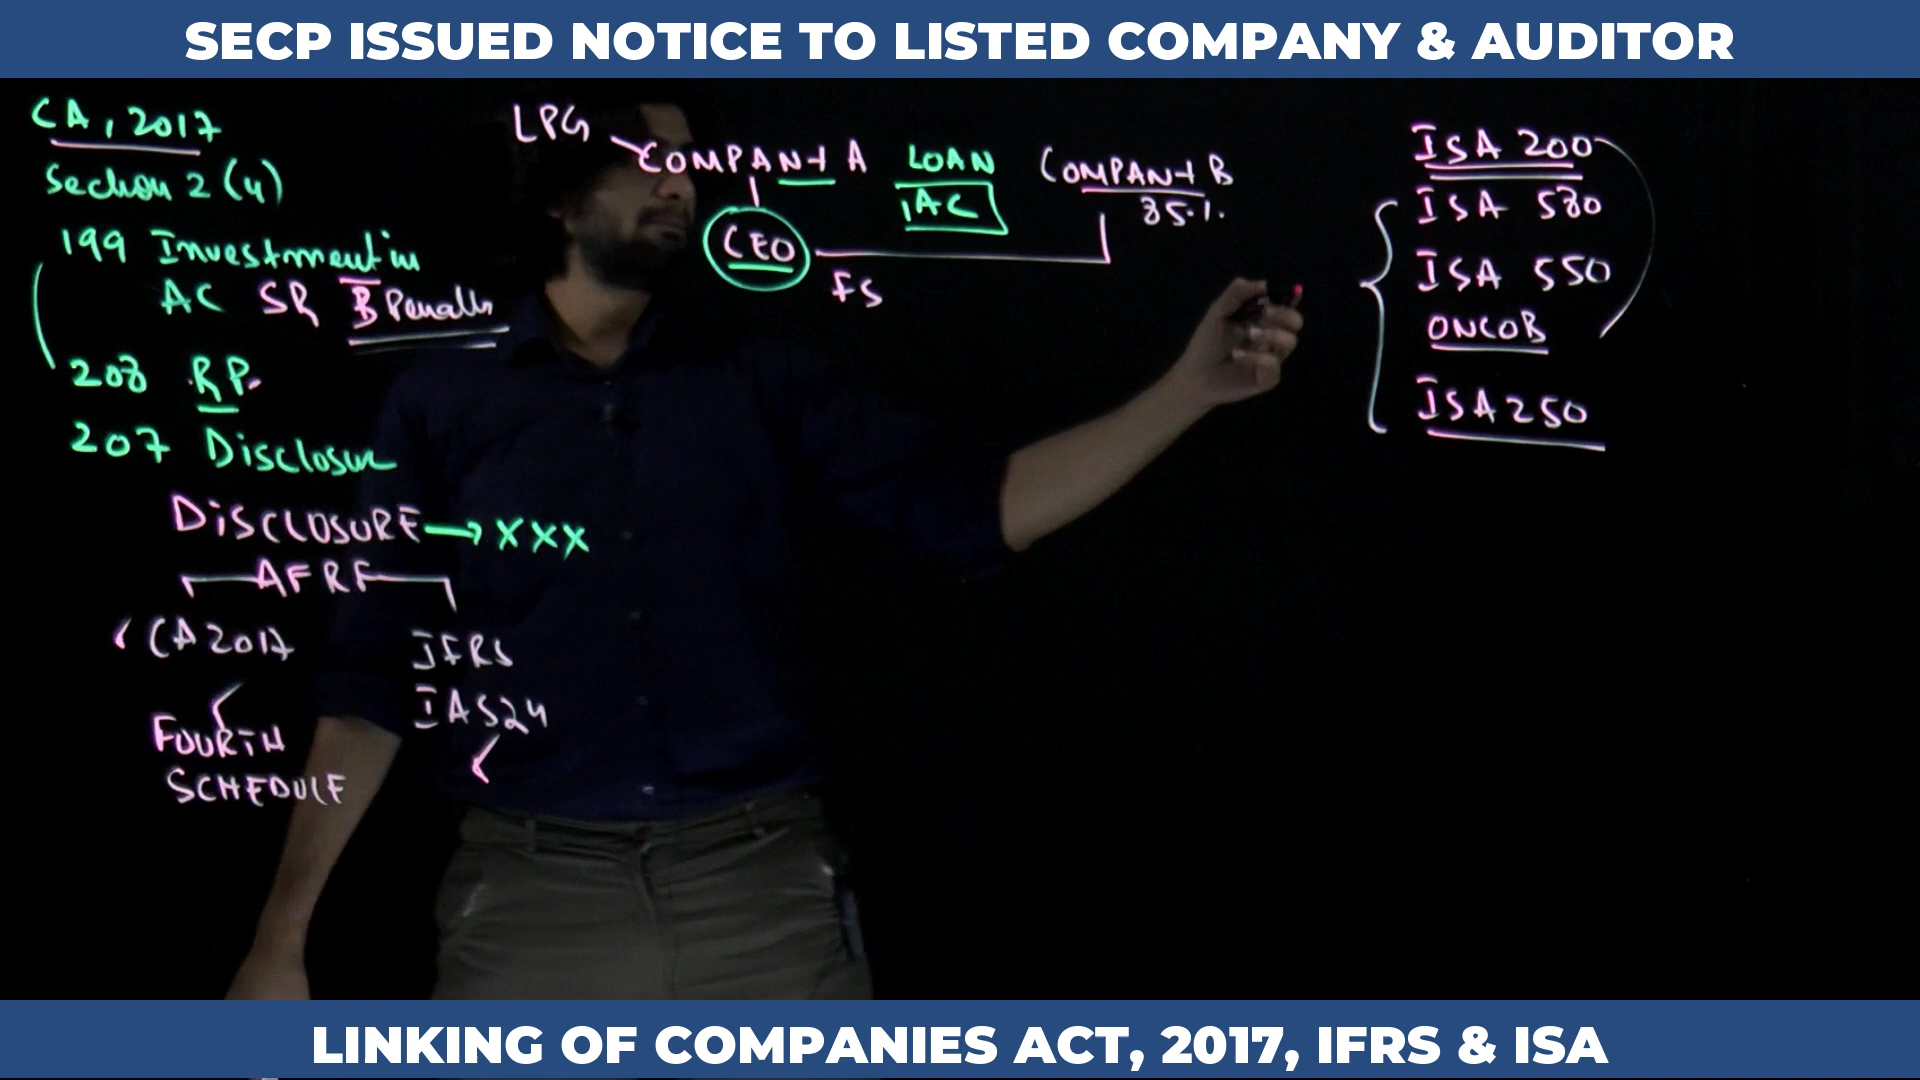 SECP ISSUED NOTICE TO LISTED COMPANY & AUDITOR
CA, 2017
Section 2 (4)
199 Investment in
AC SR B Penalty
208 RP
207 Disclosure
DISCLOSURE → XXX
AFRF
CA 2017
FOURTH
SCHEDULE
IFRS
IAS24
LPG
COMPANY A
LOAN
IAC
COMPANY B
85%
CEO
FS
ISA 200
ISA 580
ISA 550
ONCOB
ISA 250
LINKING OF COMPANIES ACT, 2017, IFRS & ISA